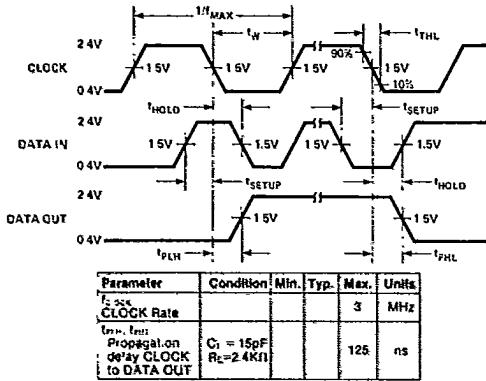 1/fMAX
tW
tTHL
2 4V
90%
CLOCK
1 5V
1 5V
1 5V
1 5V
10%
0 4V
tHOLD
tSETUP
2 4V
DATA IN
1 5V
1.5V
1 5V
1 5V
0 4V
tSETUP
tHOLD
2 4V
DATA OUT
1 5V
1 5V
0 4V
tPLH
tPHL
Parameter Condition Min. Typ. Max. Units
CLOCK Rate 3 MHz
Propagation
delay CLOCK
to DATA OUT
CL = 15pF
RL=2.4KΩ
125 ns